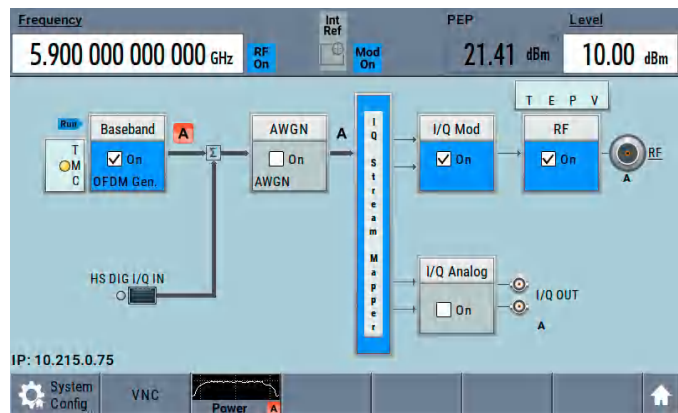 Frequency
Int
Ref
PEP
Level
5.900 000 000 000 GHz
RF
On
Mod
On
21.41 dBm
10.00 dBm
T E P V
Run
Baseband
A
AWGN
A
I/Q Mod
RF
T
M
C
On
OFDM Gen.
Σ
On
AWGN
I/Q Stream Mapper
On
On
RF
A
HS DIG I/Q IN
I/Q Analog
On
I/Q OUT
A
IP: 10.215.0.75
System
Config
VNC
Power A